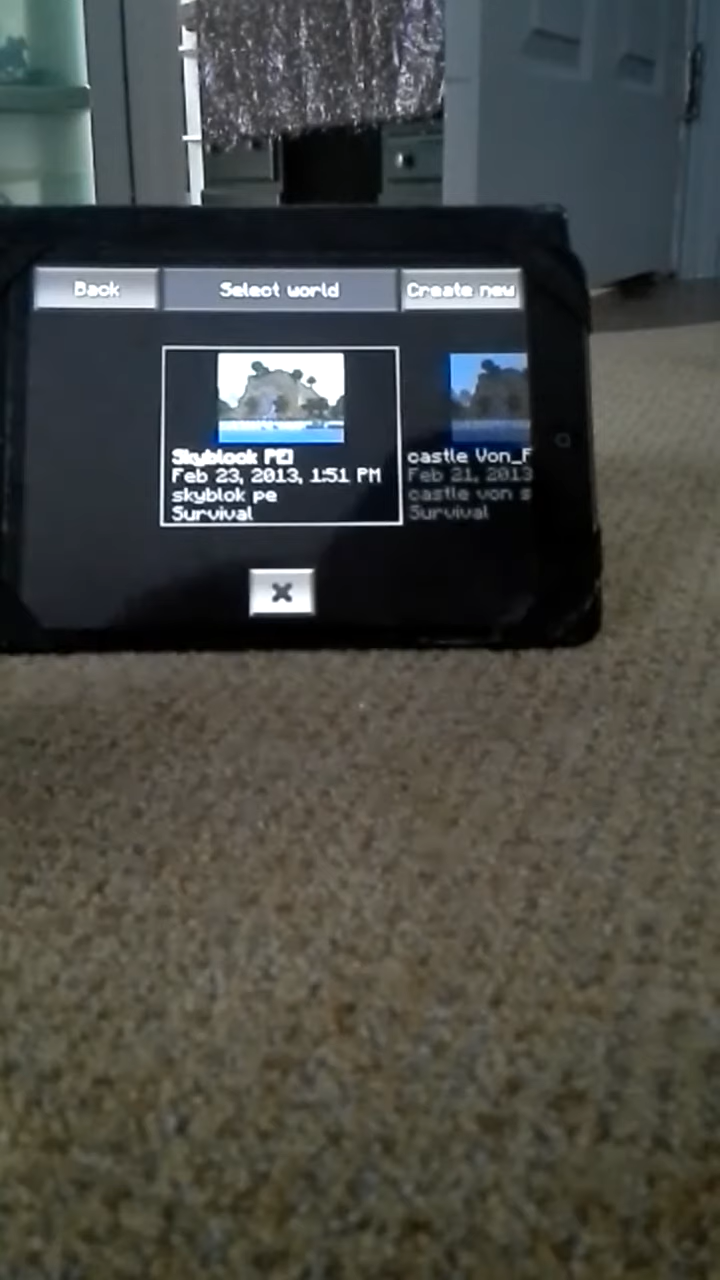 Back
Select world
Create new
Skyblock PE!
Feb 23, 2013, 1:51 PM
skyblok pe
Survival
castle Von_F
Feb 21, 2013
castle von s
Survival